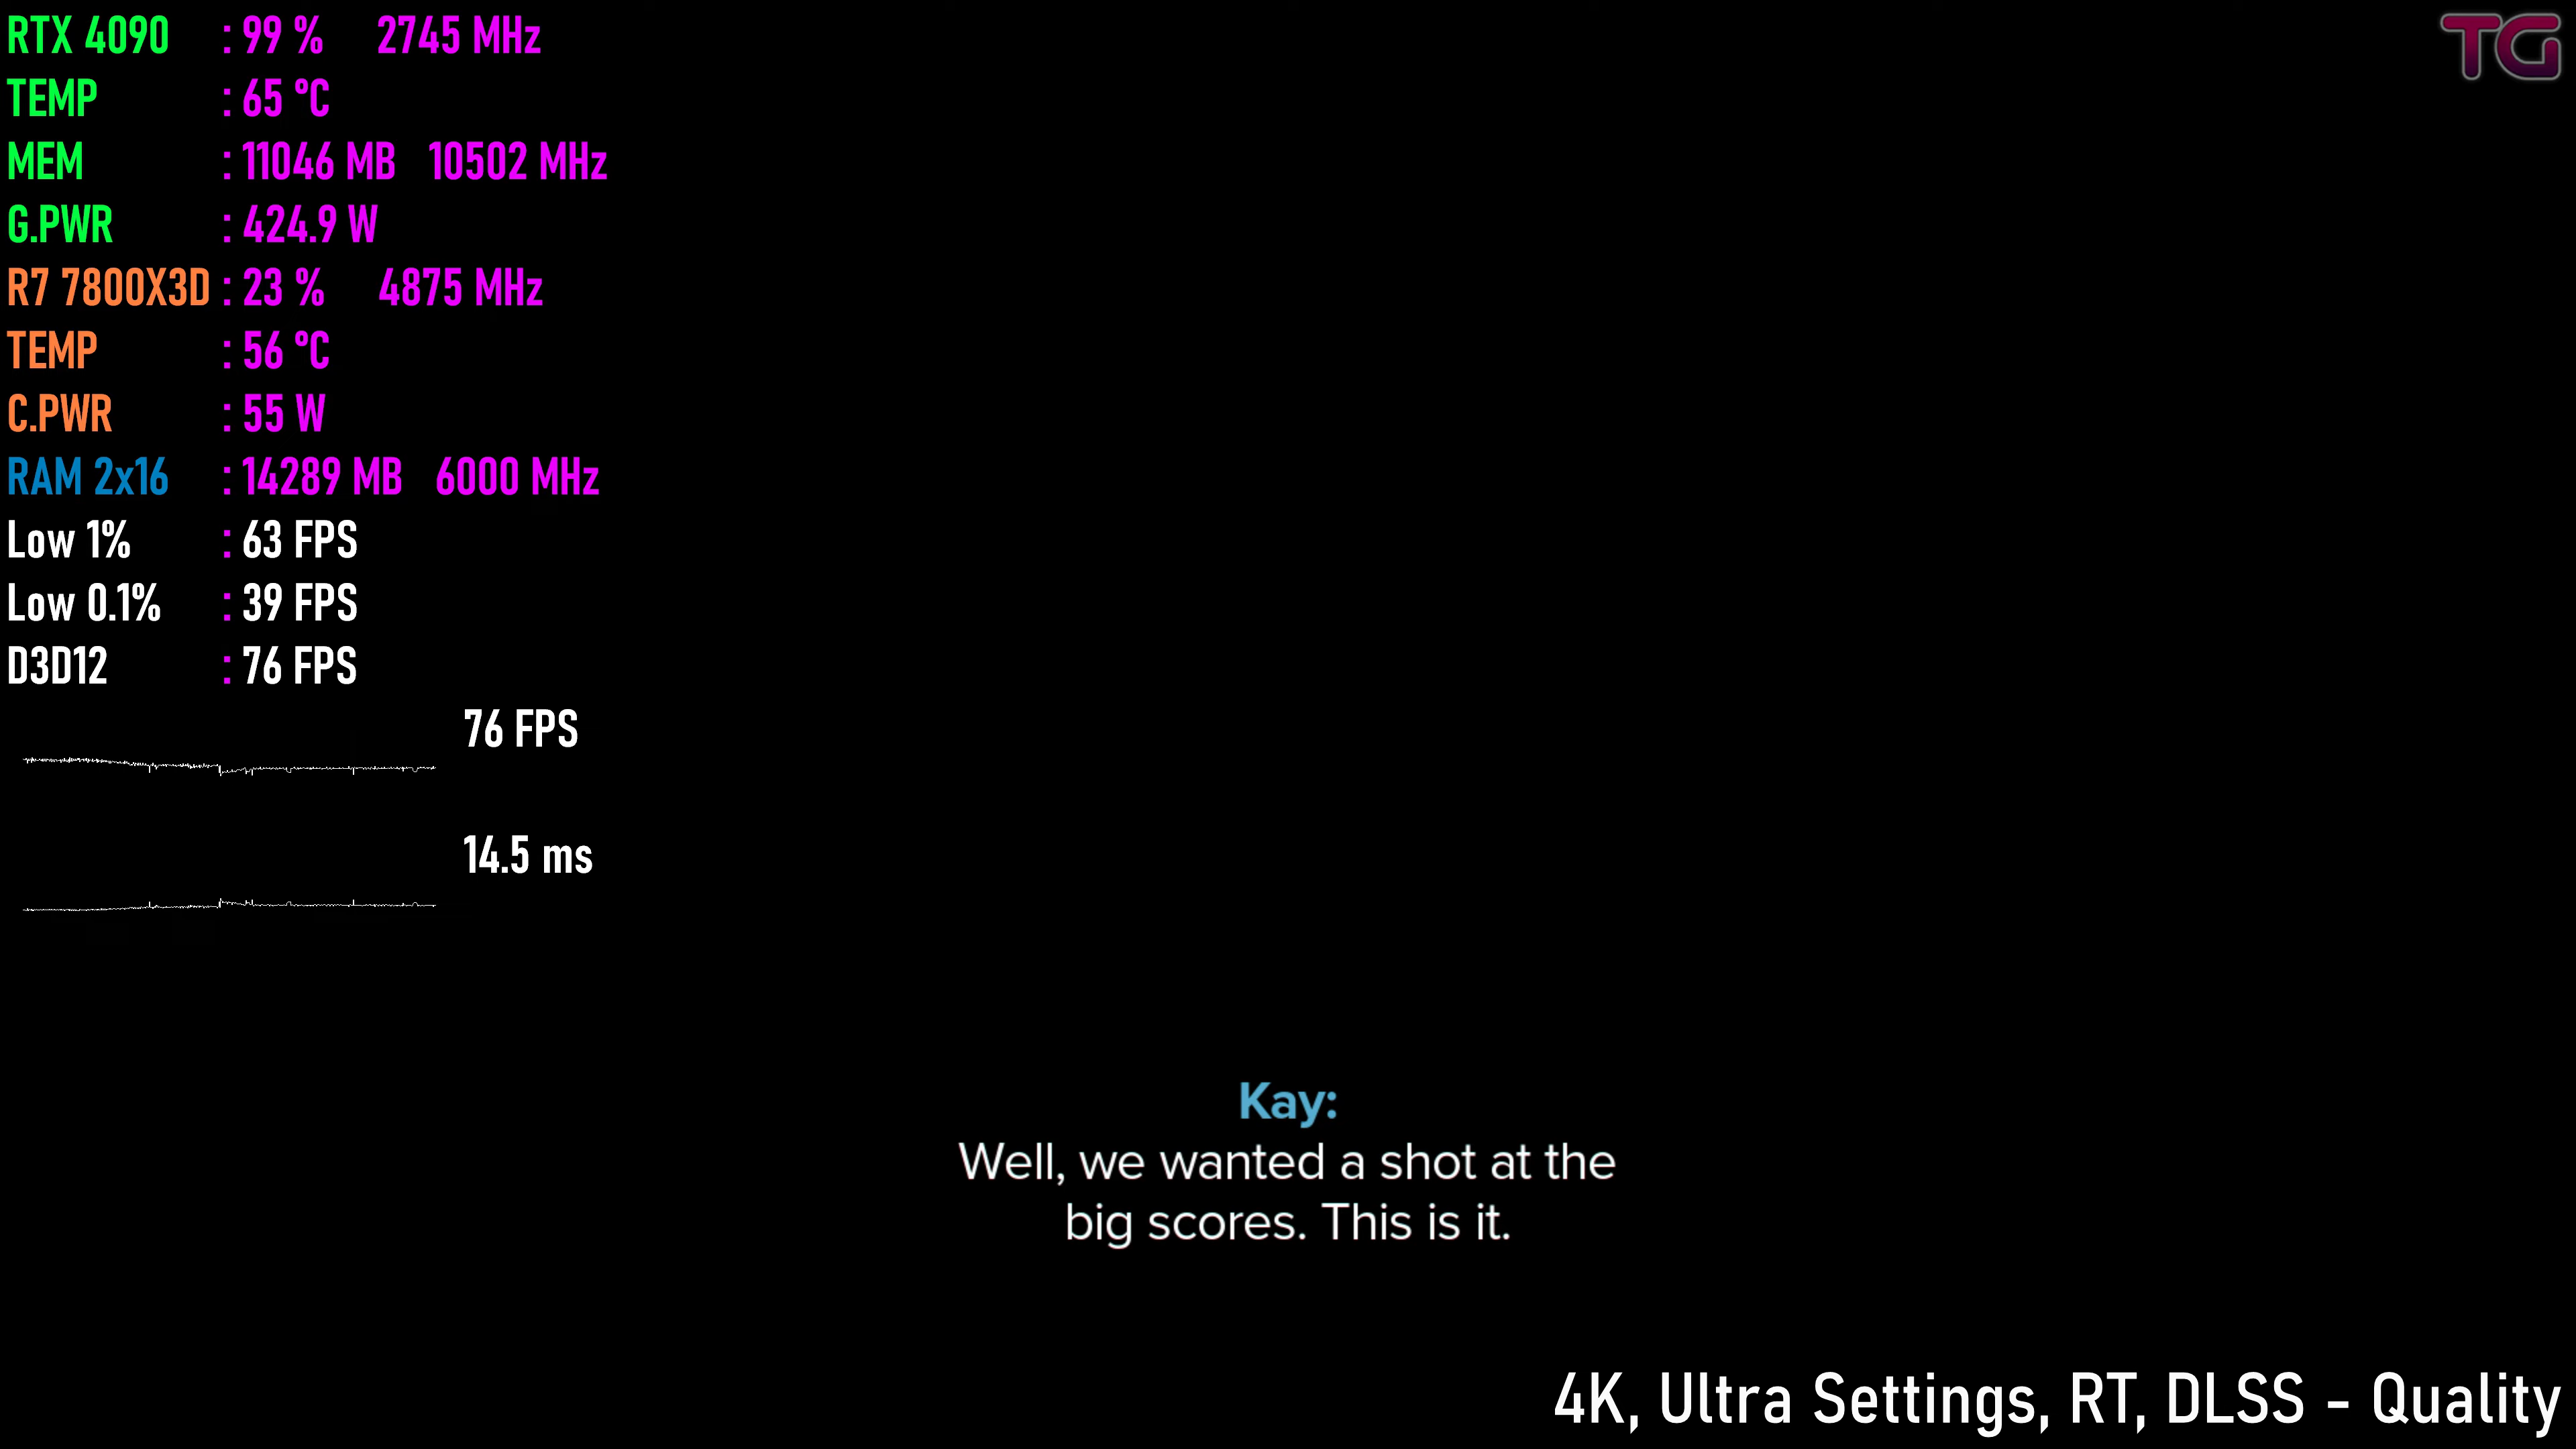 RTX 4090 : 99 % 2745 MHz
TG
TEMP : 65 °C
MEM : 11046 MB 10502 MHz
G.PWR : 424.9 W
R7 7800X3D : 23 % 4875 MHz
TEMP : 56 °C
C.PWR : 55 W
RAM 2x16 : 14289 MB 6000 MHz
Low 1% : 63 FPS
Low 0.1% : 39 FPS
D3D12 : 76 FPS
76 FPS
14.5 ms
Kay:
Well, we wanted a shot at the
big scores. This is it.
4K, Ultra Settings, RT, DLSS - Quality